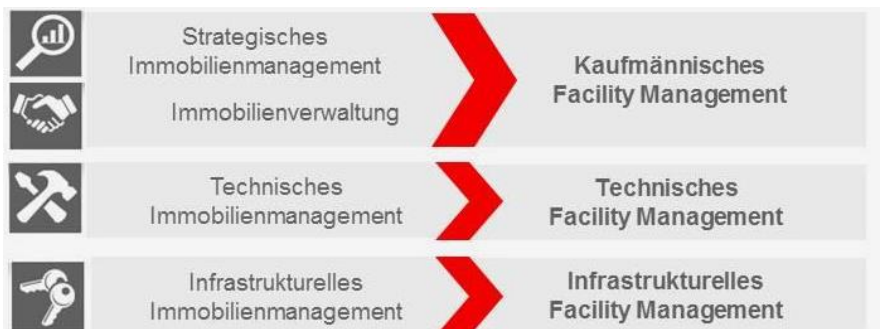 Strategisches
Immobilienmanagement
Immobilienverwaltung
Kaufmännisches
Facility Management
Technisches
Immobilienmanagement
Technisches
Facility Management
Infrastrukturelles
Immobilienmanagement
Infrastrukturelles
Facility Management